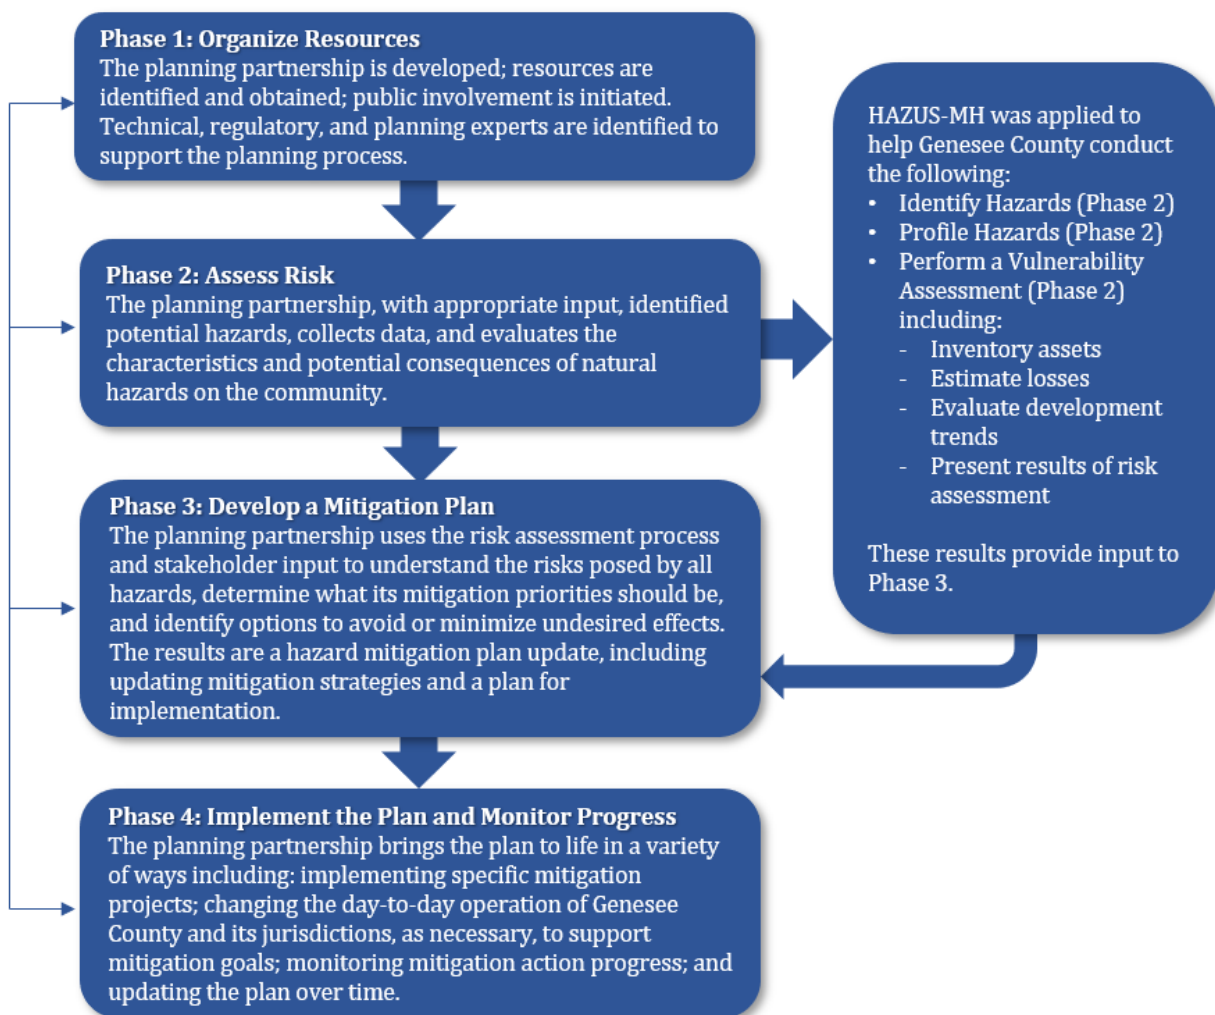 Phase 1: Organize Resources
The planning partnership is developed; resources are
identified and obtained; public involvement is initiated.
Technical, regulatory, and planning experts are identified to
support the planning process.
Phase 2: Assess Risk
The planning partnership, with appropriate input, identified
potential hazards, collects data, and evaluates the
characteristics and potential consequences of natural
hazards on the community.
HAZUS-MH was applied to
help Genesee County conduct
the following:
• Identify Hazards (Phase 2)
• Profile Hazards (Phase 2)
• Perform a Vulnerability
Assessment (Phase 2)
including:
- Inventory assets
- Estimate losses
- Evaluate development
trends
- Present results of risk
assessment
These results provide input to
Phase 3.
Phase 3: Develop a Mitigation Plan
The planning partnership uses the risk assessment process
and stakeholder input to understand the risks posed by all
hazards, determine what its mitigation priorities should be,
and identify options to avoid or minimize undesired effects.
The results are a hazard mitigation plan update, including
updating mitigation strategies and a plan for
implementation.
Phase 4: Implement the Plan and Monitor Progress
The planning partnership brings the plan to life in a variety
of ways including: implementing specific mitigation
projects; changing the day-to-day operation of Genesee
County and its jurisdictions, as necessary, to support
mitigation goals; monitoring mitigation action progress; and
updating the plan over time.